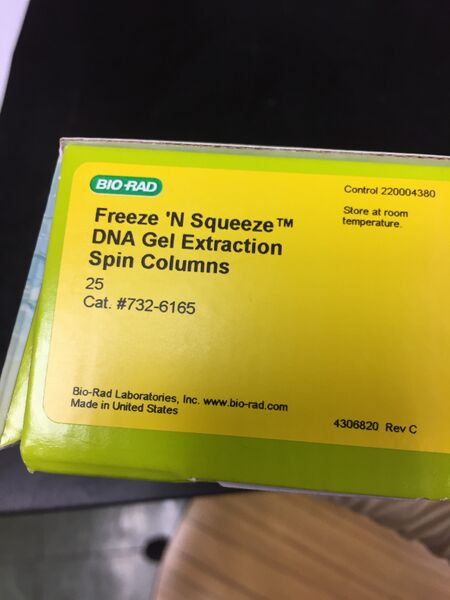 BIO-RAD
Freeze 'N Squeeze™
DNA Gel Extraction
Spin Columns
25
Cat. #732-6165
Control 220004380
Store at room
temperature.
Bio-Rad Laboratories, Inc. www.bio-rad.com
Made in United States
4306820 Rev C